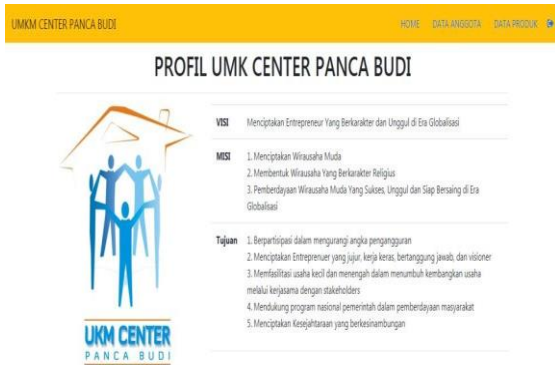 UMKM CENTER PANCA BUDI
HOME DATA ANGGOTA DATA PRODUK
PROFIL UMK CENTER PANCA BUDI
VISI Menciptakan Entrepreneur Yang Berkarakter dan Unggul di Era Globalisasi
MISI 1. Menciptakan Wirausaha Muda
2. Membentuk Wirausaha Yang Berkarakter Religius
3. Pemberdayaan Wirausaha Muda Yang Sukses, Unggul dan Siap Bersaing di Era
Globalisasi
Tujuan 1. Berpartisipasi dalam mengurangi angka pengangguran
2. Menciptakan Entreprenuer yang jujur, kerja keras, bertanggung jawab, dan visioner
3. Memfasilitasi usaha kecil dan menengah dalam menumbuh kembangkan usaha
melalui kerjasama dengan stakeholders
4. Mendukung program nasional pemerintah dalam pemberdayaan masyarakat
5. Menciptakan Kesejahtaraan yang berkesinambungan
UKM CENTER
PANCA BUDI